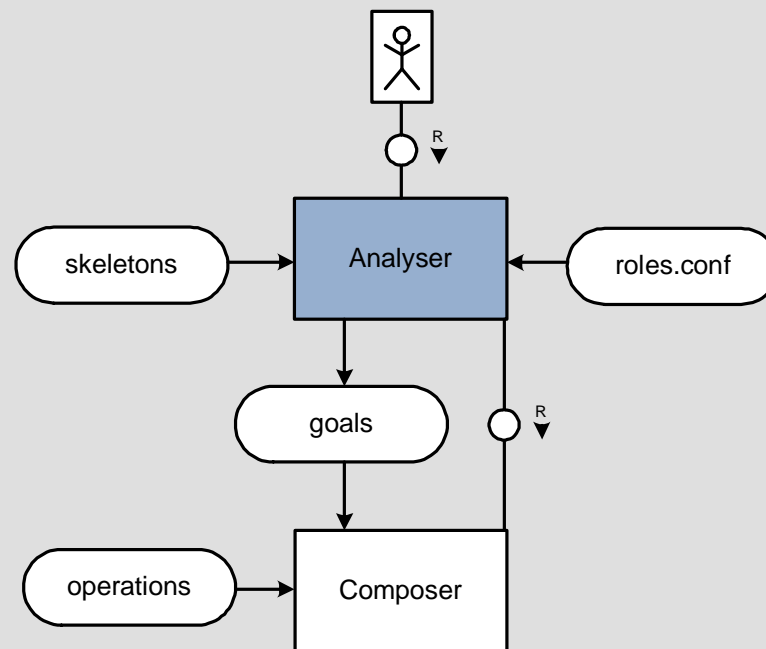 R
skeletons
Analyser
roles.conf
goals
R
operations
Composer